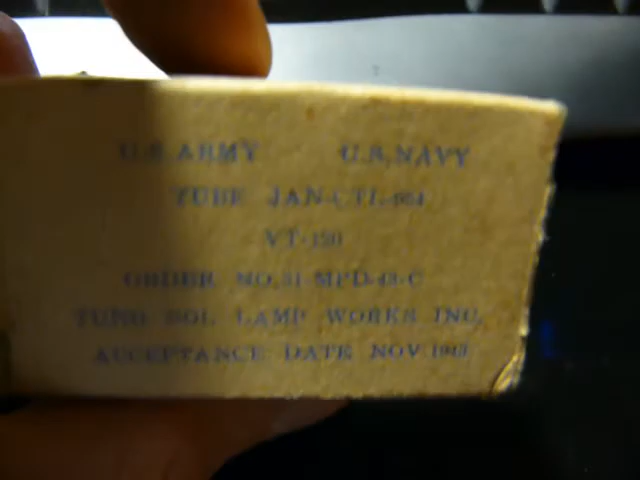 U.S. ARMY U.S. NAVY
TUBE JAN-CTL-954
VT-120
ORDER NO. 31-MPD-43-C
TUNG SOL LAMP WORKS INC.
ACCEPTANCE DATE NOV 1943